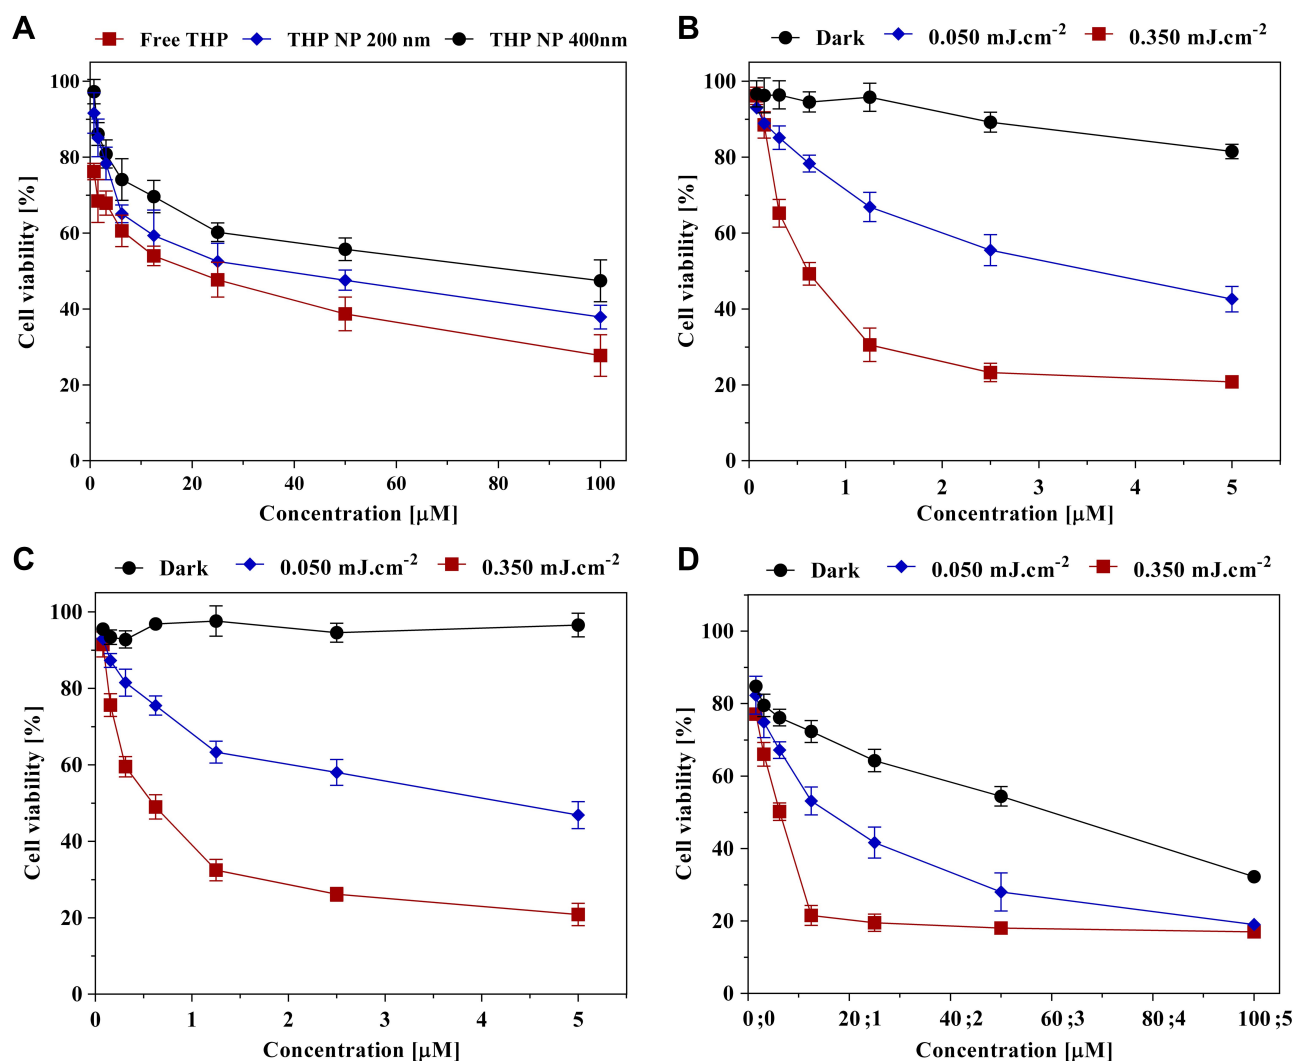 A
Free THP THP NP 200 nm THP NP 400nm
100
80
60
40
20
0
Cell viability [%]
0 20 40 60 80 100
Concentration [μM]
B
Dark 0.050 mJ.cm⁻² 0.350 mJ.cm⁻²
100
80
60
40
20
0
Cell viability [%]
0 1 2 3 4 5
Concentration [μM]
C
Dark 0.050 mJ.cm⁻² 0.350 mJ.cm⁻²
100
80
60
40
20
0
Cell viability [%]
0 1 2 3 4 5
Concentration [μM]
D
Dark 0.050 mJ.cm⁻² 0.350 mJ.cm⁻²
100
80
60
40
20
0
Cell viability [%]
0;0 20;1 40;2 60;3 80;4 100;5
Concentration [μM]